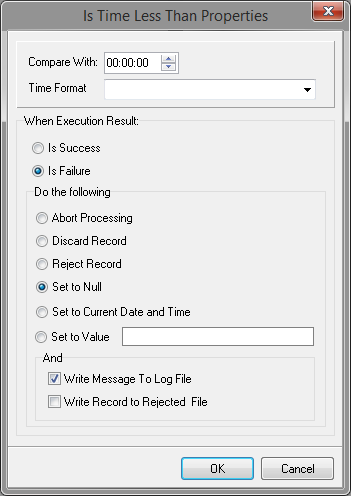 Is Time Less Than Properties
Compare With: 00:00:00
Time Format
When Execution Result:
Is Success
Is Failure
Do the following
Abort Processing
Discard Record
Reject Record
Set to Null
Set to Current Date and Time
Set to Value
And
Write Message To Log File
Write Record to Rejected File
OK Cancel